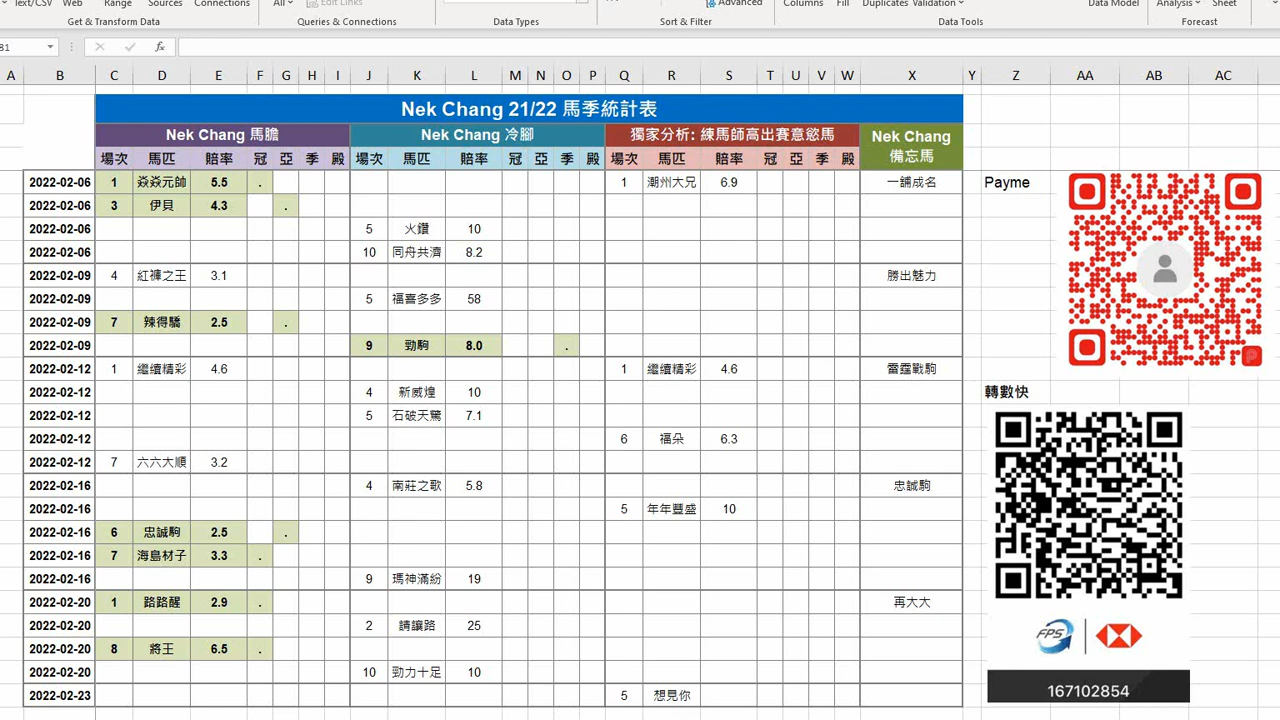 Text/CSV Web Range Sources Connections All Edit Links Advanced Columns Fill Duplicates Validation Data Model Analysis Sheet
Get & Transform Data Queries & Connections Data Types Sort & Filter Data Tools Forecast
B1 fx
A B C D E F G H I J K L M N O P Q R S T U V W X Y Z AA AB AC
Nek Chang 21/22 馬季統計表
Nek Chang 馬膽 Nek Chang 冷腳 獨家分析: 練馬師高出賽意慾馬 Nek Chang 備忘馬
場次 馬匹 賠率 冠 亞 季 殿 場次 馬匹 賠率 冠 亞 季 殿 場次 馬匹 賠率 冠 亞 季 殿
2022-02-06 1 焱焱元帥 5.5 . 1 潮州大兄 6.9 一舖成名 Payme
2022-02-06 3 伊貝 4.3 .
2022-02-06 5 火鑽 10
2022-02-06 10 同舟共濟 8.2
2022-02-09 4 紅褲之王 3.1 勝出魅力
2022-02-09 5 福喜多多 58
2022-02-09 7 辣得驕 2.5 .
2022-02-09 9 勁駒 8.0 .
2022-02-12 1 繼續精彩 4.6 1 繼續精彩 4.6 雷霆戰駒
2022-02-12 4 新威煌 10 轉數快
2022-02-12 5 石破天驚 7.1
2022-02-12 6 福朵 6.3
2022-02-12 7 六六大順 3.2
2022-02-16 4 南莊之歌 5.8 忠誠駒
2022-02-16 5 年年豐盛 10
2022-02-16 6 忠誠駒 2.5 .
2022-02-16 7 海島材子 3.3 .
2022-02-16 9 瑪神滿紛 19
2022-02-20 1 路路醒 2.9 . 再大大
2022-02-20 2 請讓路 25
FPS
2022-02-20 8 將王 6.5 .
2022-02-20 10 勁力十足 10
2022-02-23 5 想見你
167102854